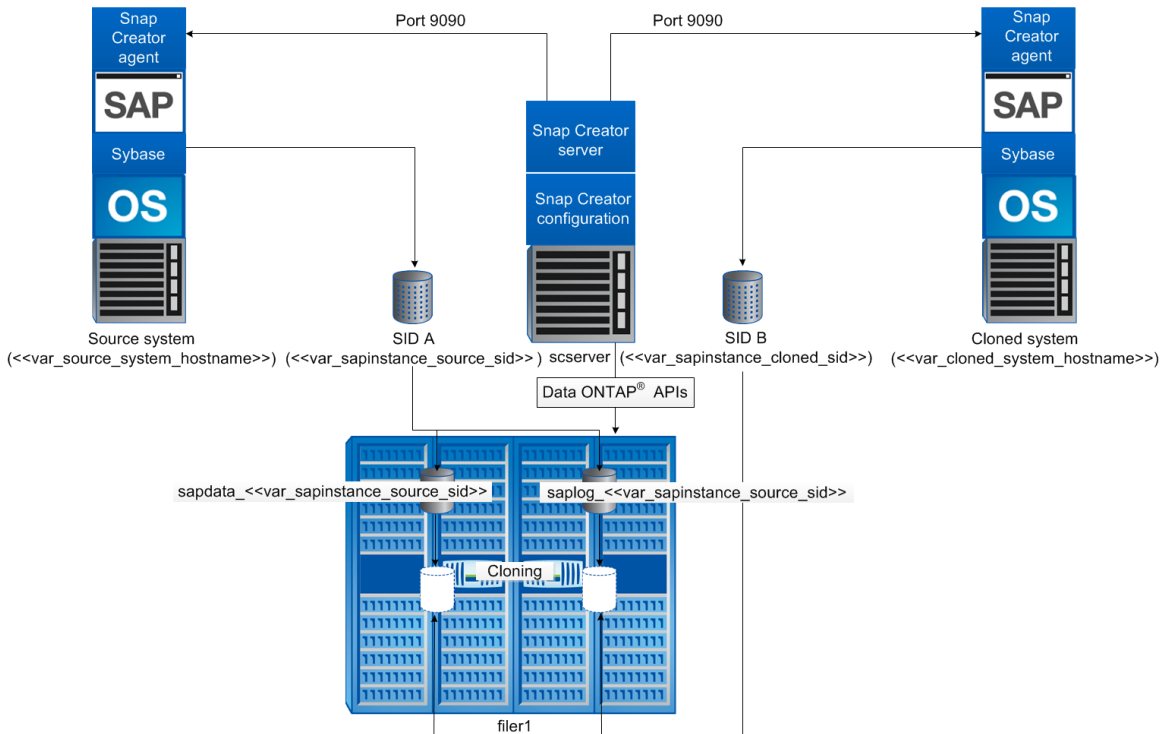 Snap
Creator
agent
SAP
Sybase
OS
Source system
(<<var_source_system_hostname>>)
Port 9090
Port 9090
Snap Creator
server
Snap Creator
configuration
scserver
SID A
(<<var_sapinstance_source_sid>>)
SID B
(<<var_sapinstance_cloned_sid>>)
Snap
Creator
agent
SAP
Sybase
OS
Cloned system
(<<var_cloned_system_hostname>>)
Data ONTAP® APIs
sapdata_<<var_sapinstance_source_sid>>
saplog_<<var_sapinstance_source_sid>>
Cloning
filer1